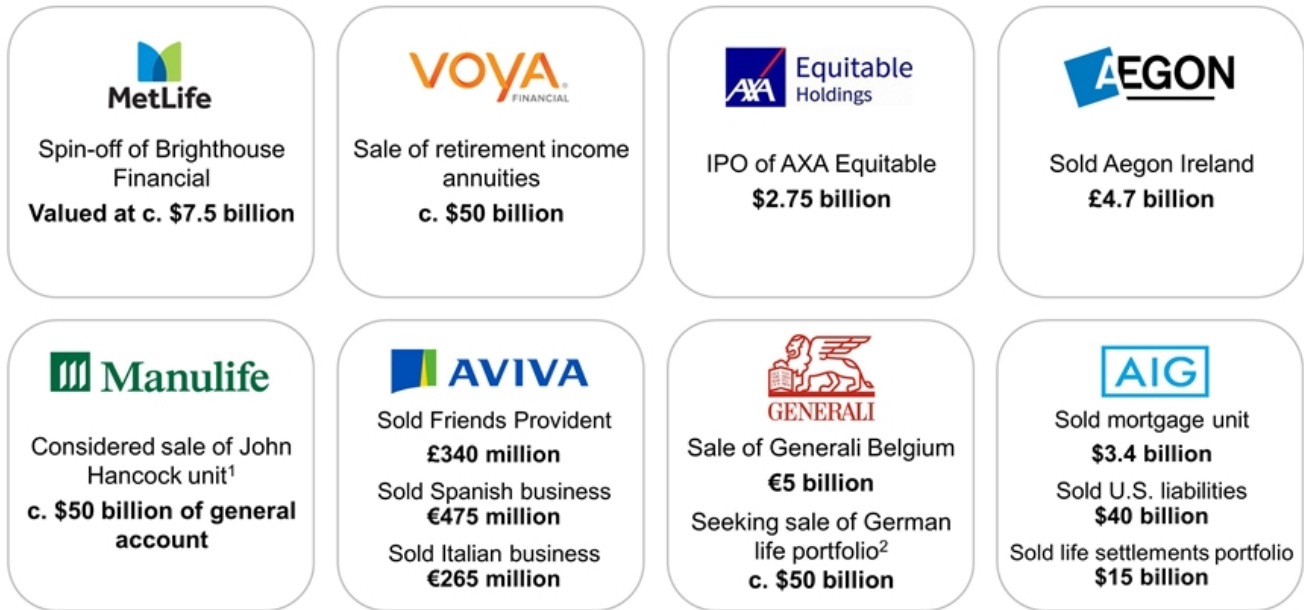 MetLife
Spin-off of Brighthouse
Financial
Valued at c. $7.5 billion
VOYA
FINANCIAL
Sale of retirement income
annuities
c. $50 billion
AXA
Equitable
Holdings
IPO of AXA Equitable
$2.75 billion
AEGON
Sold Aegon Ireland
£4.7 billion
Manulife
Considered sale of John
Hancock unit¹
c. $50 billion of general
account
AVIVA
Sold Friends Provident
£340 million
Sold Spanish business
€475 million
Sold Italian business
€265 million
GENERALI
Sale of Generali Belgium
€5 billion
Seeking sale of German
life portfolio²
c. $50 billion
AIG
Sold mortgage unit
$3.4 billion
Sold U.S. liabilities
$40 billion
Sold life settlements portfolio
$15 billion